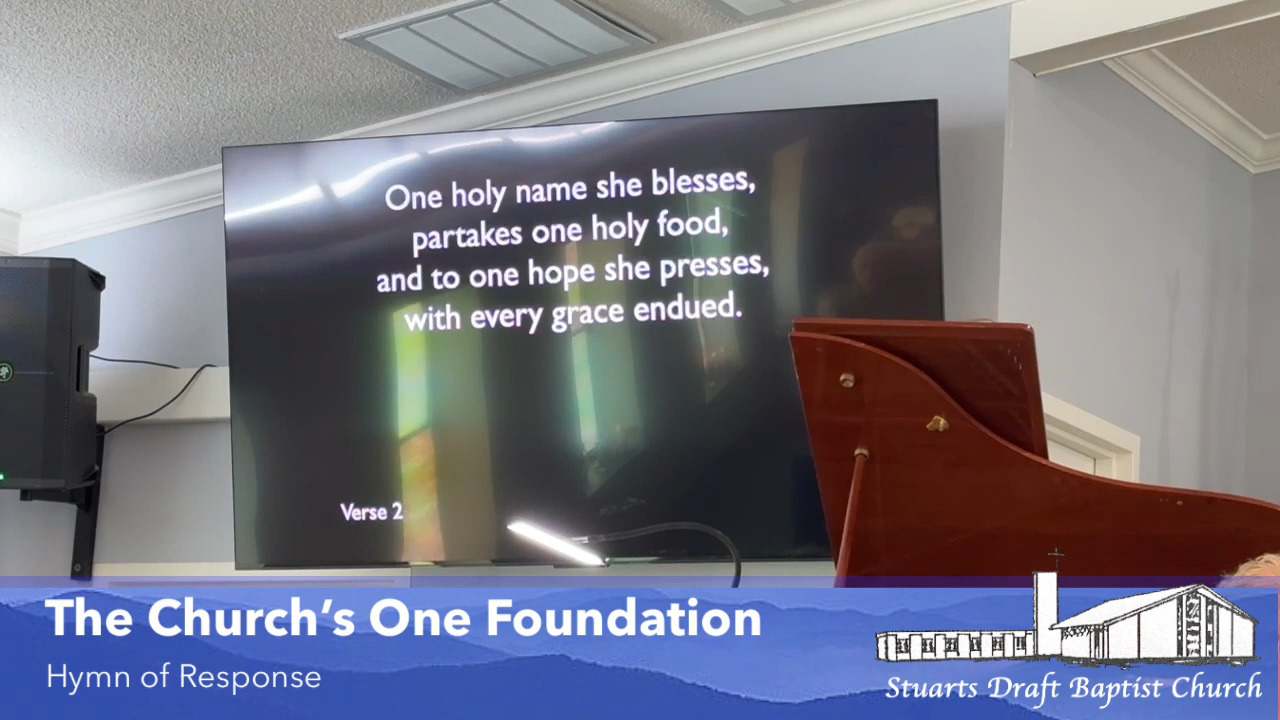 One holy name she blesses,
partakes one holy food,
and to one hope she presses,
with every grace endued.
Verse 2
The Church’s One Foundation
Hymn of Response
Stuarts Draft Baptist Church